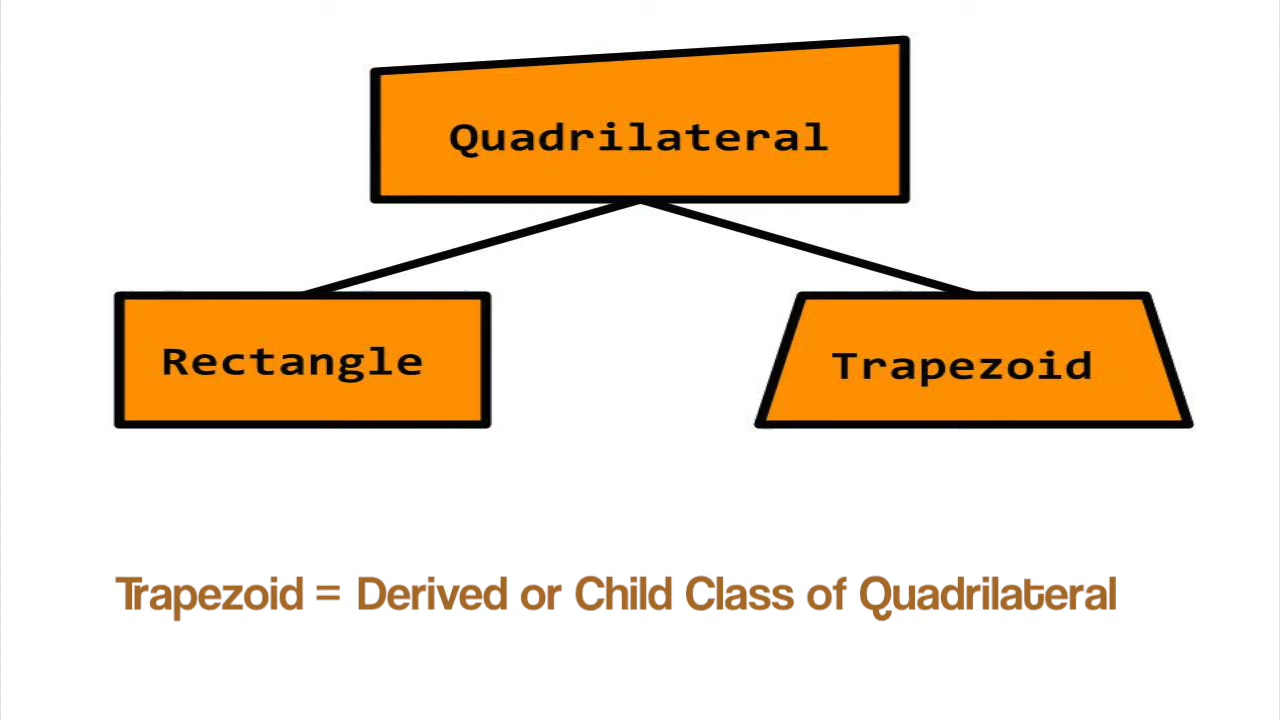 Quadrilateral
Rectangle
Trapezoid
Trapezoid = Derived or Child Class of Quadrilateral